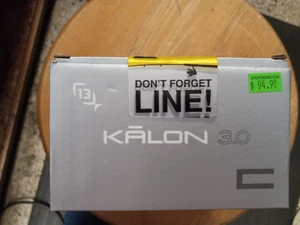 13
DON'T FORGET
LINE!
$ 94.99
KĀLON 3.0